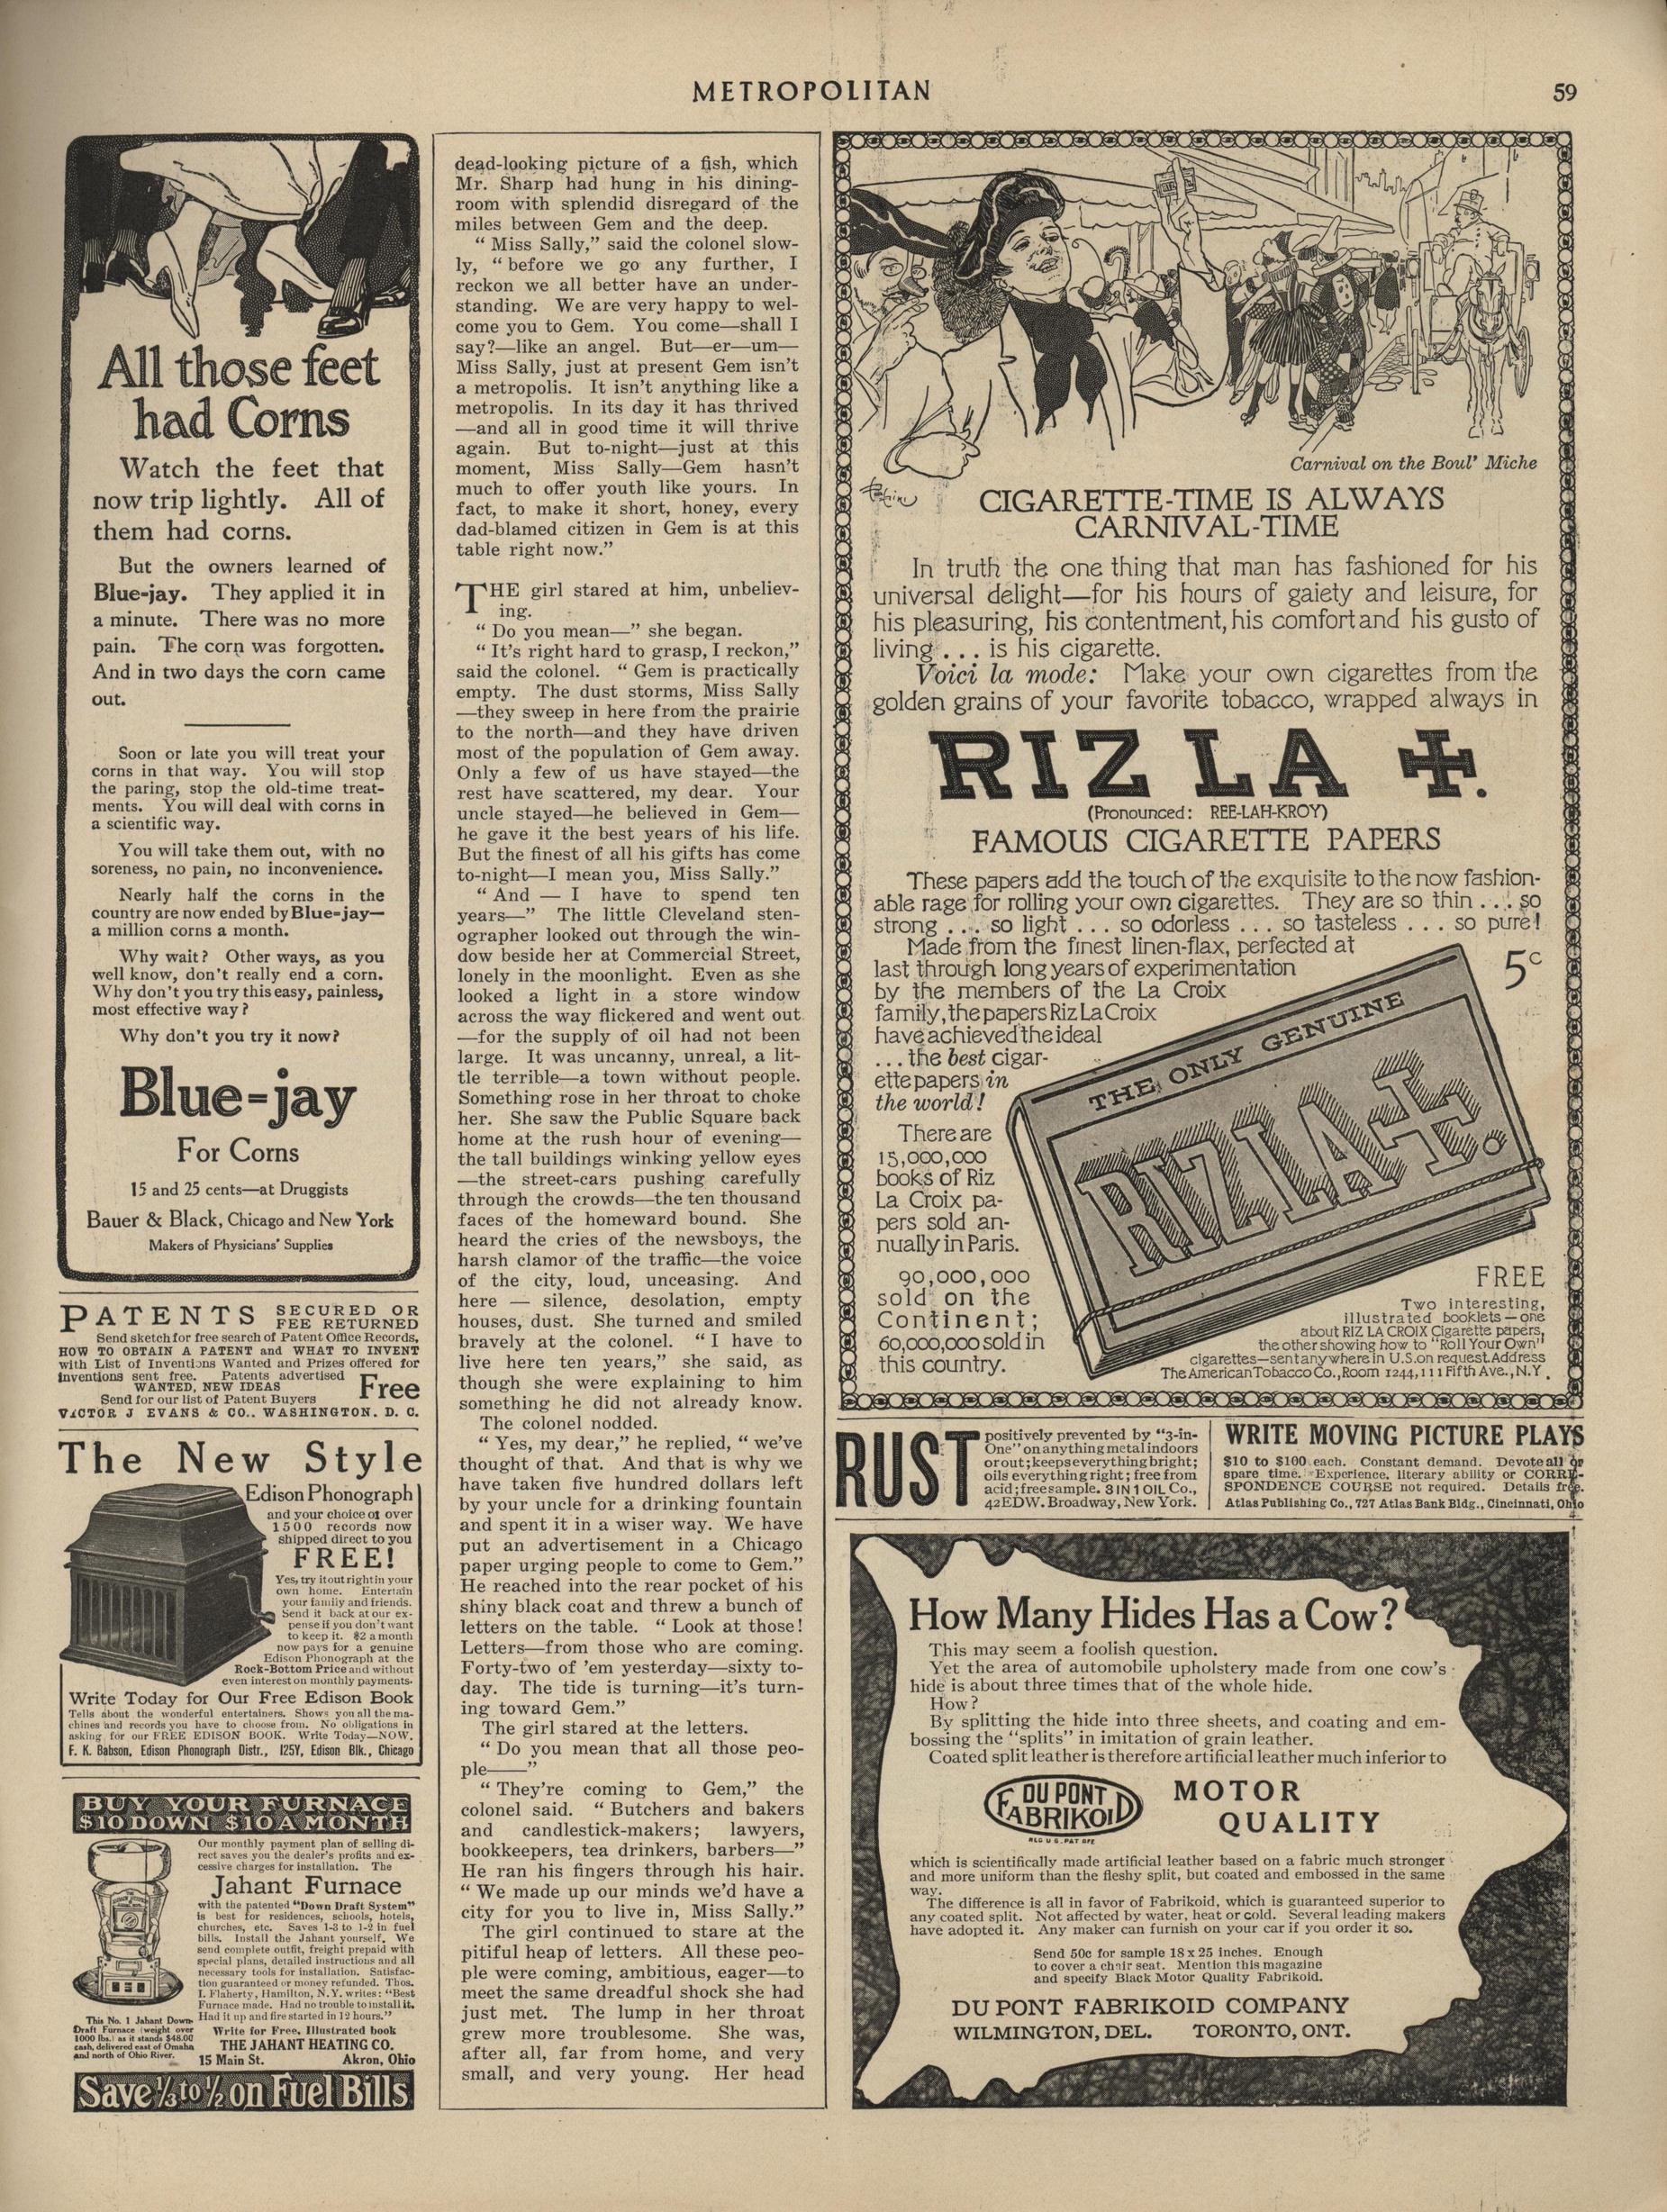 METROPOLITAN
59
All those feet
had Corns
Watch the feet that
now trip lightly. All of
them had corns.
But the owners learned of
Blue=jay. They applied it in
a minute. There was no more
pain. The corn was forgotten.
And in two days the corn came
out.
Soon or late you will treat your
corns in that way. You will stop
the paring, stop the old-time treat-
ments. You will deal with corns in
a scientific way.
You will take them out, with no
soreness, no pain, no inconvenience.
Nearly half the corns in the
country are now ended by Blue=jay—
a million corns a month.
Why wait? Other ways, as you
well know, don't really end a corn.
Why don't you try this easy, painless,
most effective way?
Why don't you try it now?
Blue=jay
For Corns
15 and 25 cents—at Druggists
Bauer & Black, Chicago and New York
Makers of Physicians' Supplies
PATENTS SECURED OR
FEE RETURNED
Send sketch for free search of Patent Office Records,
HOW TO OBTAIN A PATENT and WHAT TO INVENT
with List of Inventions Wanted and Prizes offered for
inventions sent free. Patents advertised
WANTED, NEW IDEAS Free
Send for our list of Patent Buyers
VICTOR J EVANS & CO.. WASHINGTON. D. C.
The New Style
Edison Phonograph
and your choice of over
1500 records now
shipped direct to you
FREE!
Yes, try it out right in your
own home. Entertain
your family and friends.
Send it back at our ex-
pense if you don't want
to keep it. $2 a month
now pays for a genuine
Edison Phonograph at the
Rock-Bottom Price and without
even interest on monthly payments.
Write Today for Our Free Edison Book
Tells about the wonderful entertainers. Shows you all the ma-
chines and records you have to choose from. No obligations in
asking for our FREE EDISON BOOK. Write Today—NOW.
F. K. Babson, Edison Phonograph Distr., 125Y, Edison Blk., Chicago
BUY YOUR FURNACE
$10 DOWN $10 A MONTH
Our monthly payment plan of selling di-
rect saves you the dealer's profits and ex-
cessive charges for installation. The
Jahant Furnace
with the patented "Down Draft System"
is best for residences, schools, hotels,
churches, etc. Saves 1-3 to 1-2 in fuel
bills. Install the Jahant yourself. We
send complete outfit, freight prepaid with
special plans, detailed instructions and all
necessary tools for installation. Satisfac-
tion guaranteed or money refunded. Thos.
I. Flaherty, Hamilton, N.Y. writes: "Best
Furnace made. Had no trouble to install it.
Had it up and fire started in 12 hours."
This No. 1 Jahant Down-
Draft Furnace (weight over
1000 lbs.) as it stands $48.00
cash, delivered east of Omaha
and north of Ohio River.
Write for Free, Illustrated book
THE JAHANT HEATING CO.
15 Main St. Akron, Ohio
Save ⅓ to ½ on Fuel Bills
dead-looking picture of a fish, which
Mr. Sharp had hung in his dining-
room with splendid disregard of the
miles between Gem and the deep.
"Miss Sally," said the colonel slow-
ly, "before we go any further, I
reckon we all better have an under-
standing. We are very happy to wel-
come you to Gem. You come—shall I
say?—like an angel. But—er—um—
Miss Sally, just at present Gem isn't
a metropolis. It isn't anything like a
metropolis. In its day it has thrived
—and all in good time it will thrive
again. But to-night—just at this
moment, Miss Sally—Gem hasn't
much to offer youth like yours. In
fact, to make it short, honey, every
dad-blamed citizen in Gem is at this
table right now."
THE girl stared at him, unbeliev-
ing.
"Do you mean—" she began.
"It's right hard to grasp, I reckon,"
said the colonel. "Gem is practically
empty. The dust storms, Miss Sally
—they sweep in here from the prairie
to the north—and they have driven
most of the population of Gem away.
Only a few of us have stayed—the
rest have scattered, my dear. Your
uncle stayed—he believed in Gem—
he gave it the best years of his life.
But the finest of all his gifts has come
to-night—I mean you, Miss Sally."
"And — I have to spend ten
years—" The little Cleveland sten-
ographer looked out through the win-
dow beside her at Commercial Street,
lonely in the moonlight. Even as she
looked a light in a store window
across the way flickered and went out
—for the supply of oil had not been
large. It was uncanny, unreal, a lit-
tle terrible—a town without people.
Something rose in her throat to choke
her. She saw the Public Square back
home at the rush hour of evening—
the tall buildings winking yellow eyes
—the street-cars pushing carefully
through the crowds—the ten thousand
faces of the homeward bound. She
heard the cries of the newsboys, the
harsh clamor of the traffic—the voice
of the city, loud, unceasing. And
here — silence, desolation, empty
houses, dust. She turned and smiled
bravely at the colonel. "I have to
live here ten years," she said, as
though she were explaining to him
something he did not already know.
The colonel nodded.
"Yes, my dear," he replied, "we've
thought of that. And that is why we
have taken five hundred dollars left
by your uncle for a drinking fountain
and spent it in a wiser way. We have
put an advertisement in a Chicago
paper urging people to come to Gem."
He reached into the rear pocket of his
shiny black coat and threw a bunch of
letters on the table. "Look at those!
Letters—from those who are coming.
Forty-two of 'em yesterday—sixty to-
day. The tide is turning—it's turn-
ing toward Gem."
The girl stared at the letters.
"Do you mean that all those peo-
ple——"
"They're coming to Gem," the
colonel said. "Butchers and bakers
and candlestick-makers; lawyers,
bookkeepers, tea drinkers, barbers—"
He ran his fingers through his hair.
"We made up our minds we'd have a
city for you to live in, Miss Sally."
The girl continued to stare at the
pitiful heap of letters. All these peo-
ple were coming, ambitious, eager—to
meet the same dreadful shock she had
just met. The lump in her throat
grew more troublesome. She was,
after all, far from home, and very
small, and very young. Her head
Carnival on the Boul' Miche
CIGARETTE-TIME IS ALWAYS
CARNIVAL-TIME
In truth the one thing that man has fashioned for his
universal delight—for his hours of gaiety and leisure, for
his pleasuring, his contentment, his comfort and his gusto of
living . . . is his cigarette.
Voici la mode: Make your own cigarettes from the
golden grains of your favorite tobacco, wrapped always in
RIZ LA ✠.
(Pronounced: REE-LAH-KROY)
FAMOUS CIGARETTE PAPERS
These papers add the touch of the exquisite to the now fashion-
able rage for rolling your own cigarettes. They are so thin . . . so
strong . . . so light . . . so odorless . . . so tasteless . . . so pure!
Made from the finest linen-flax, perfected at
last through long years of experimentation
by the members of the La Croix
family, the papers Riz La Croix
have achieved the ideal
. . . the best cigar-
ette papers in
the world!
5c
THE ONLY GENUINE
RIZ LA ✠.
There are
15,000,000
books of Riz
La Croix pa-
pers sold an-
nually in Paris.
90,000,000
sold on the
Continent;
60,000,000 sold in
this country.
FREE
Two interesting,
illustrated booklets—one
about RIZ LA CROIX Cigarette papers,
the other showing how to "Roll Your Own"
cigarettes—sent anywhere in U.S. on request. Address
The American Tobacco Co., Room 1244, 111 Fifth Ave., N.Y.
RUST positively prevented by "3-in-
One" on anything metal indoors
or out; keeps everything bright;
oils everything right; free from
acid; free sample. 3 IN 1 OIL Co.,
42EDW. Broadway, New York.
WRITE MOVING PICTURE PLAYS
$10 to $100 each. Constant demand. Devote all or
spare time. Experience, literary ability or CORRE-
SPONDENCE COURSE not required. Details free.
Atlas Publishing Co., 727 Atlas Bank Bldg., Cincinnati, Ohio
How Many Hides Has a Cow?
This may seem a foolish question.
Yet the area of automobile upholstery made from one cow's
hide is about three times that of the whole hide.
How?
By splitting the hide into three sheets, and coating and em-
bossing the "splits" in imitation of grain leather.
Coated split leather is therefore artificial leather much inferior to
DU PONT
FABRIKOID
REG U S. PAT OFF
MOTOR
QUALITY
which is scientifically made artificial leather based on a fabric much stronger
and more uniform than the fleshy split, but coated and embossed in the same
way.
The difference is all in favor of Fabrikoid, which is guaranteed superior to
any coated split. Not affected by water, heat or cold. Several leading makers
have adopted it. Any maker can furnish on your car if you order it so.
Send 50c for sample 18 x 25 inches. Enough
to cover a chair seat. Mention this magazine
and specify Black Motor Quality Fabrikoid.
DU PONT FABRIKOID COMPANY
WILMINGTON, DEL. TORONTO, ONT.